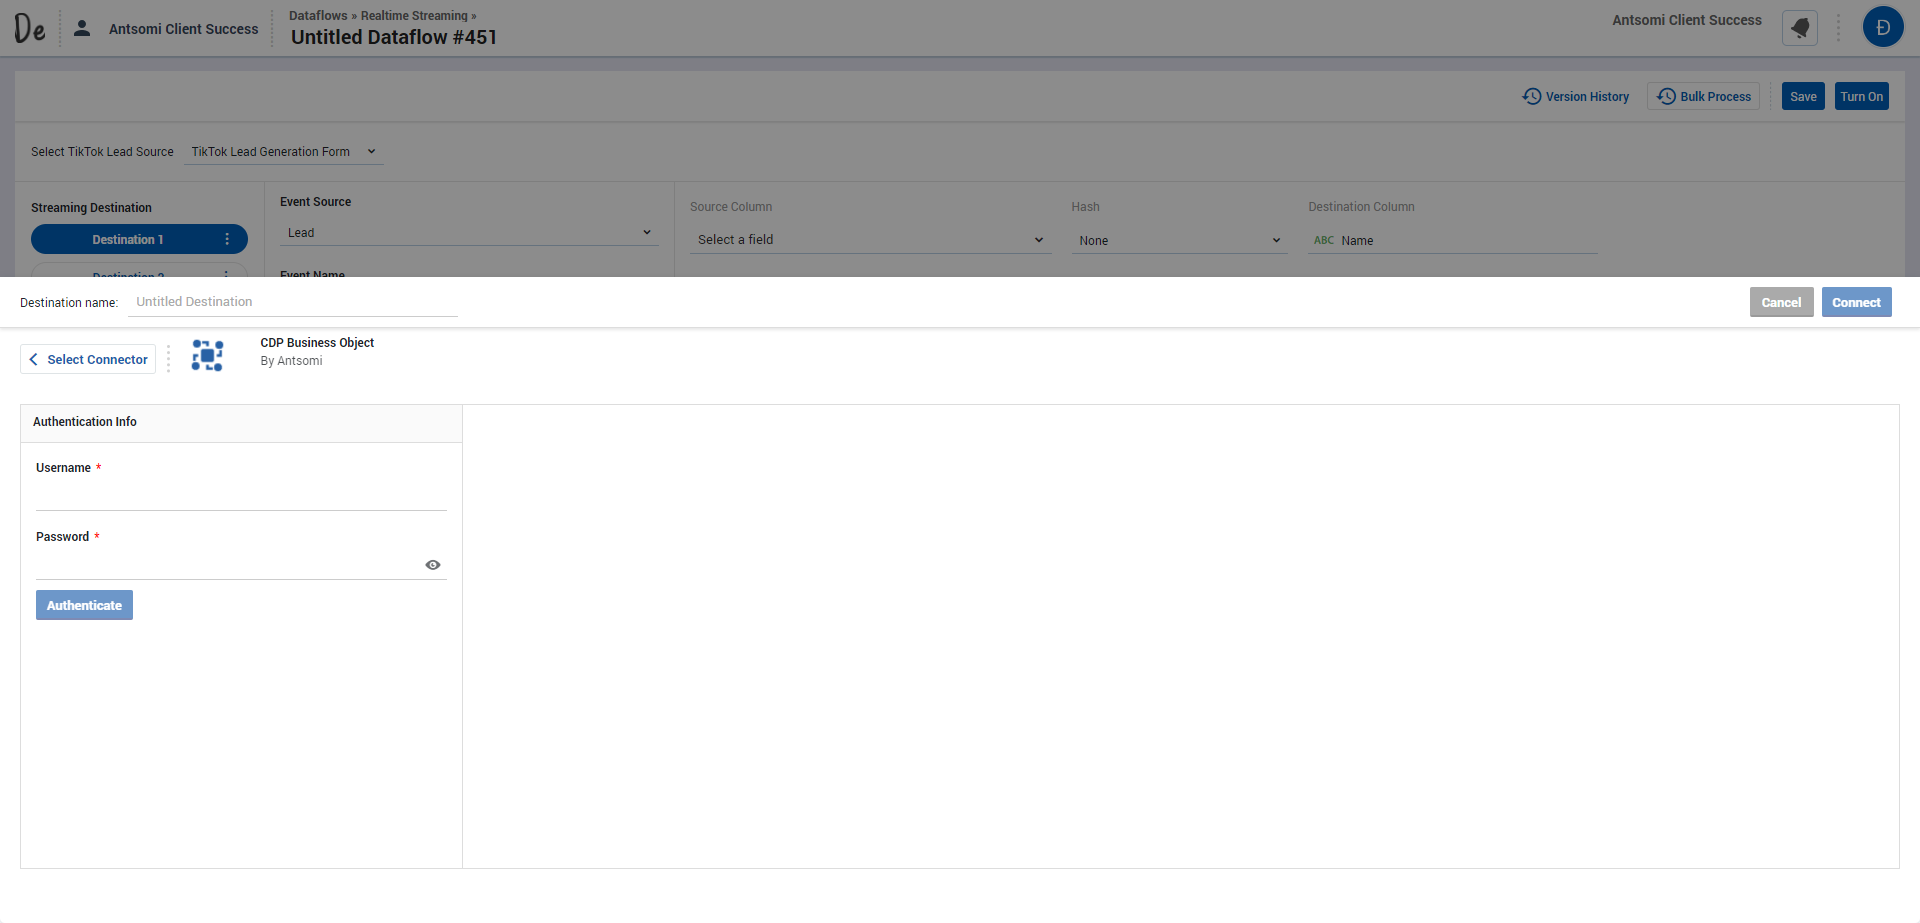 De
Antsomi Client Success
Dataflows » Realtime Streaming »
Untitled Dataflow #451
Antsomi Client Success
Đ
Version History
Bulk Process
Save
Turn On
Select TikTok Lead Source
TikTok Lead Generation Form
Streaming Destination
Destination 1
Destination 2
Event Source
Lead
Event Name
Source Column
Hash
Destination Column
Select a field
None
ABC Name
Destination name:
Untitled Destination
Cancel
Connect
Select Connector
CDP Business Object
By Antsomi
Authentication Info
Username *
Password *
Authenticate